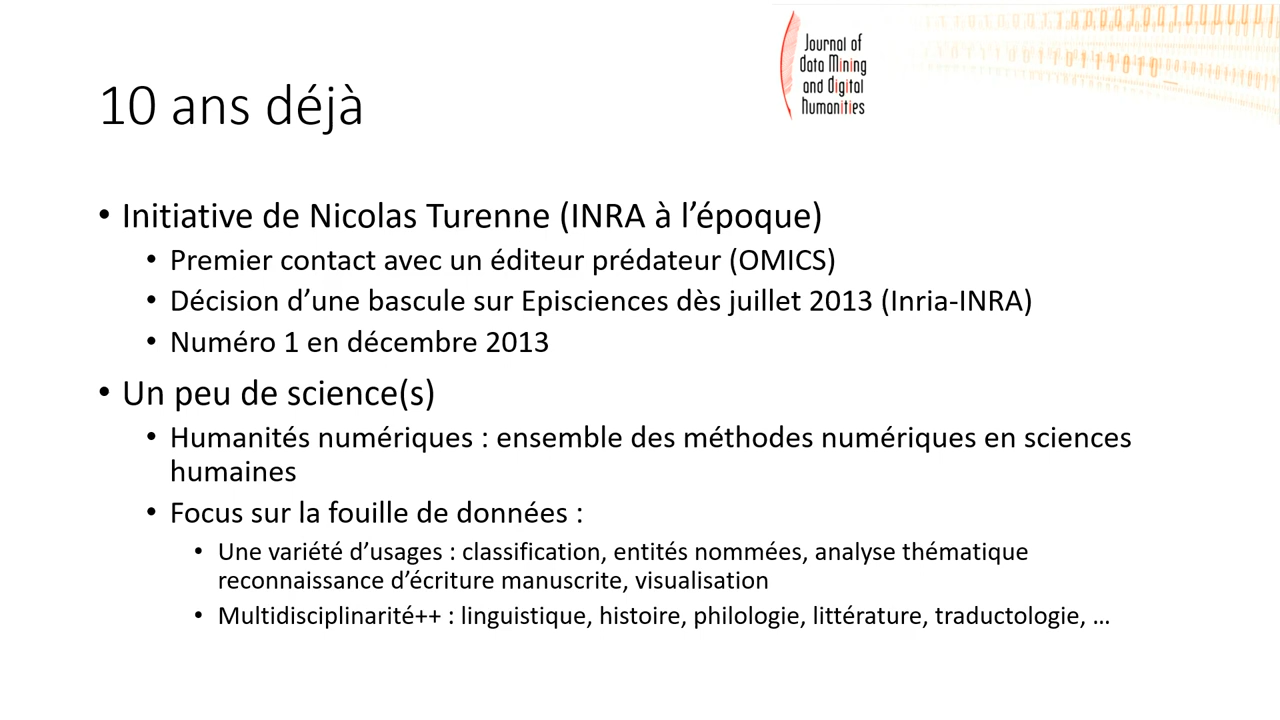 Journal of
Data Mining
and Digital
Humanities
10 ans déjà
• Initiative de Nicolas Turenne (INRA à l’époque)
• Premier contact avec un éditeur prédateur (OMICS)
• Décision d’une bascule sur Episciences dès juillet 2013 (Inria-INRA)
• Numéro 1 en décembre 2013
• Un peu de science(s)
• Humanités numériques : ensemble des méthodes numériques en sciences
humaines
• Focus sur la fouille de données :
• Une variété d’usages : classification, entités nommées, analyse thématique
reconnaissance d’écriture manuscrite, visualisation
• Multidisciplinarité++ : linguistique, histoire, philologie, littérature, traductologie, …